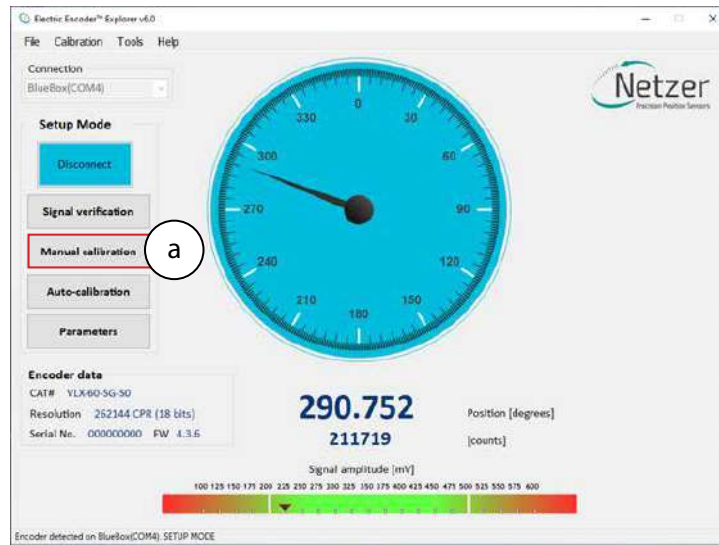 Electric Encoder™ Explorer v6.0
File Calibration Tools Help
Connection
BlueBox(COM4)
Netzer
Precision Position Sensors
Setup Mode
Disconnect
Signal verification
Manual calibration
a
Auto-calibration
Parameters
0
30
60
90
120
150
180
210
240
270
300
330
Encoder data
CAT# VLX-60-SG-S0
Resolution 262144 CPR (18 bits)
Serial No. 000000000 FW 4.3.6
290.752 Position [degrees]
211719 [counts]
Signal amplitude [mV]
100 125 150 175 200 225 250 275 300 325 350 375 400 425 450 475 500 525 550 575 600
Encoder detected on BlueBox(COM4). SETUP MODE